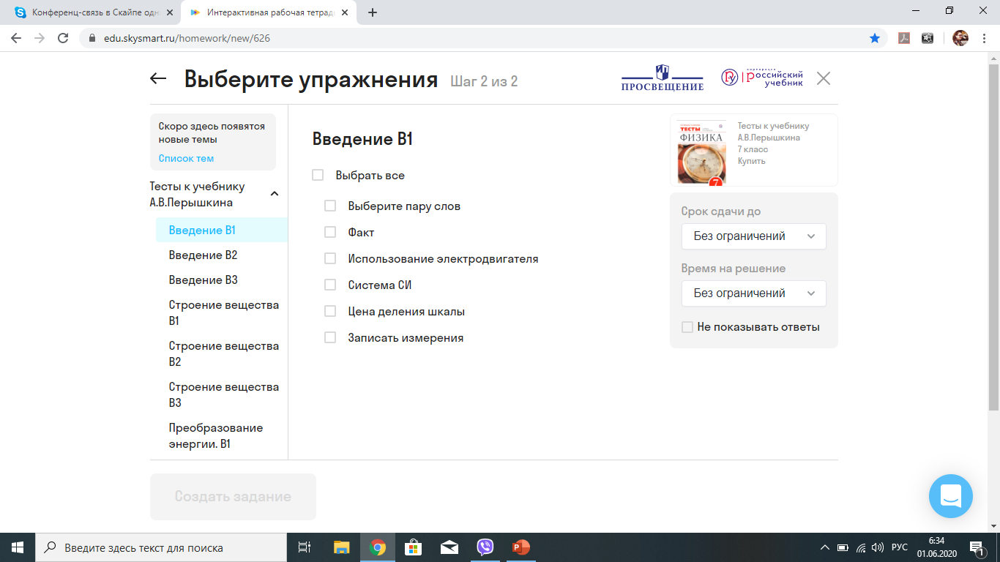 Конференц-связь в Скайпе одн
Интерактивная рабочая тетрад
edu.skysmart.ru/homework/new/626
Выберите упражнения Шаг 2 из 2
ПРОСВЕЩЕНИЕ
корпорация
российский
учебник
Скоро здесь появятся
новые темы
Список тем
Тесты к учебнику
А.В.Перышкина
Введение В1
Введение В2
Введение В3
Строение вещества
В1
Строение вещества
В2
Строение вещества
В3
Преобразование
энергии. В1
Введение В1
Выбрать все
Выберите пару слов
Факт
Использование электродвигателя
Система СИ
Цена деления шкалы
Записать измерения
ТЕСТЫ
ФИЗИКА
7
Тесты к учебнику
А.В.Перышкина
7 класс
Купить
Срок сдачи до
Без ограничений
Время на решение
Без ограничений
Не показывать ответы
Создать задание
Введите здесь текст для поиска
РУС
6:34
01.06.2020
1